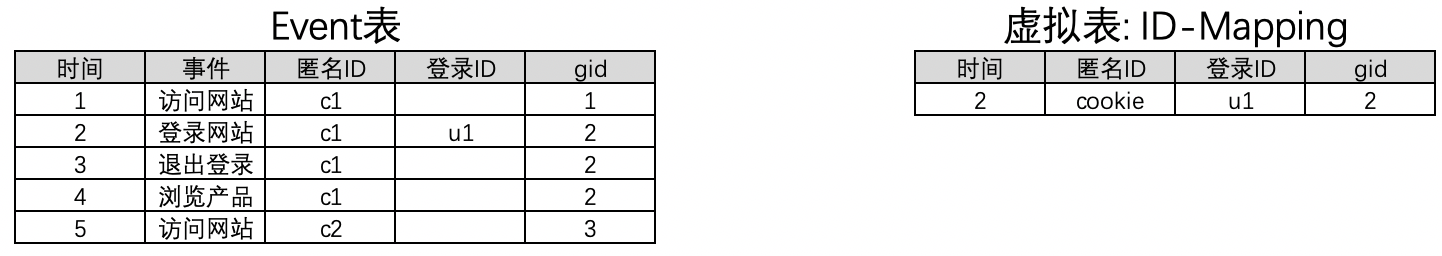 Event表
时间 事件 匿名ID 登录ID gid
1 访问网站 c1 1
2 登录网站 c1 u1 2
3 退出登录 c1 2
4 浏览产品 c1 2
5 访问网站 c2 3
虚拟表: ID-Mapping
时间 匿名ID 登录ID gid
2 cookie u1 2